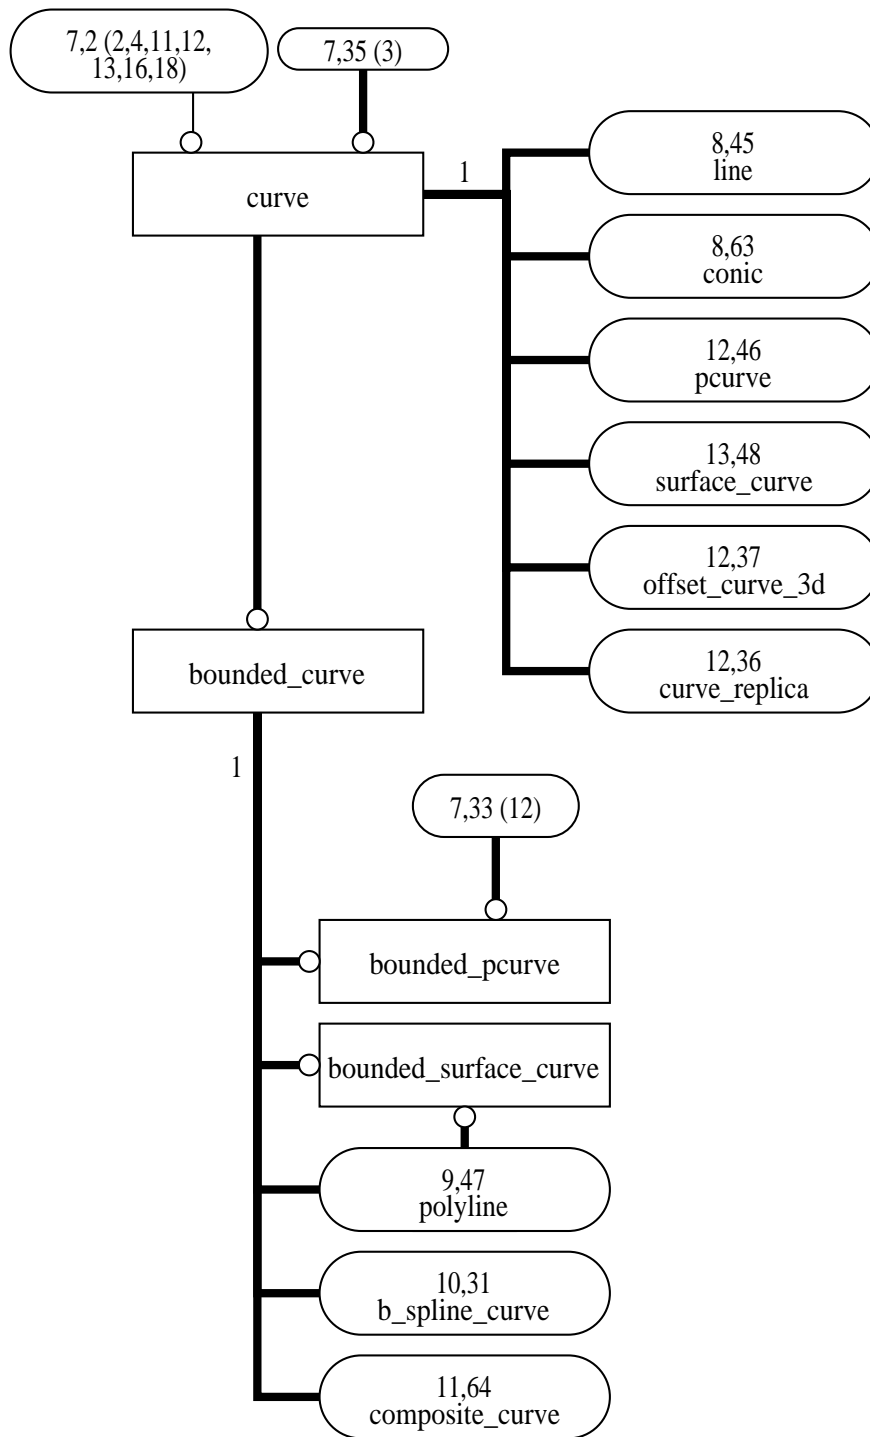 7,2 (2,4,11,12,
13,16,18)
7,35 (3)
curve
1
8,45
line
8,63
conic
12,46
pcurve
13,48
surface_curve
12,37
offset_curve_3d
12,36
curve_replica
bounded_curve
1
7,33 (12)
bounded_pcurve
bounded_surface_curve
9,47
polyline
10,31
b_spline_curve
11,64
composite_curve